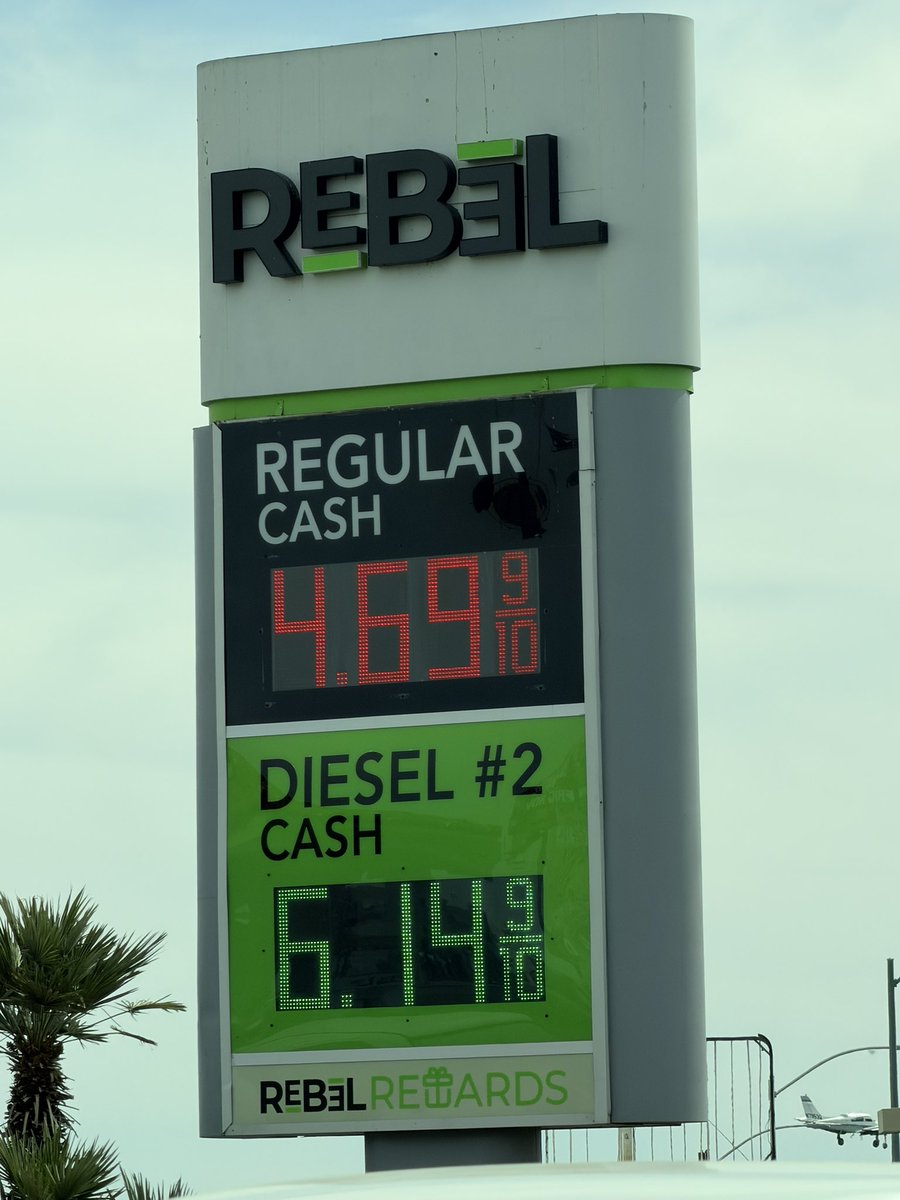 REBEL
REGULAR
CASH
4.69 9/10
DIESEL #2
CASH
6.14 9/10
REBEL REWARDS